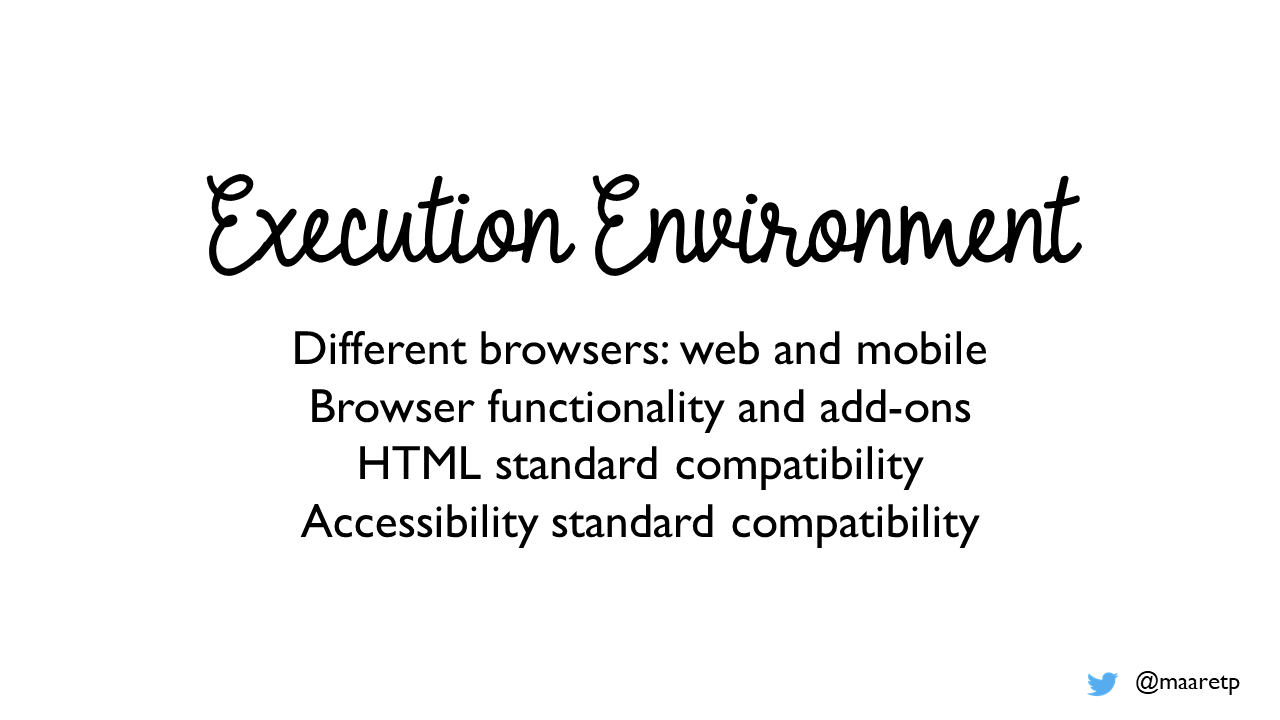 Execution Environment
Different browsers: web and mobile
Browser functionality and add-ons
HTML standard compatibility
Accessibility standard compatibility
@maaretp